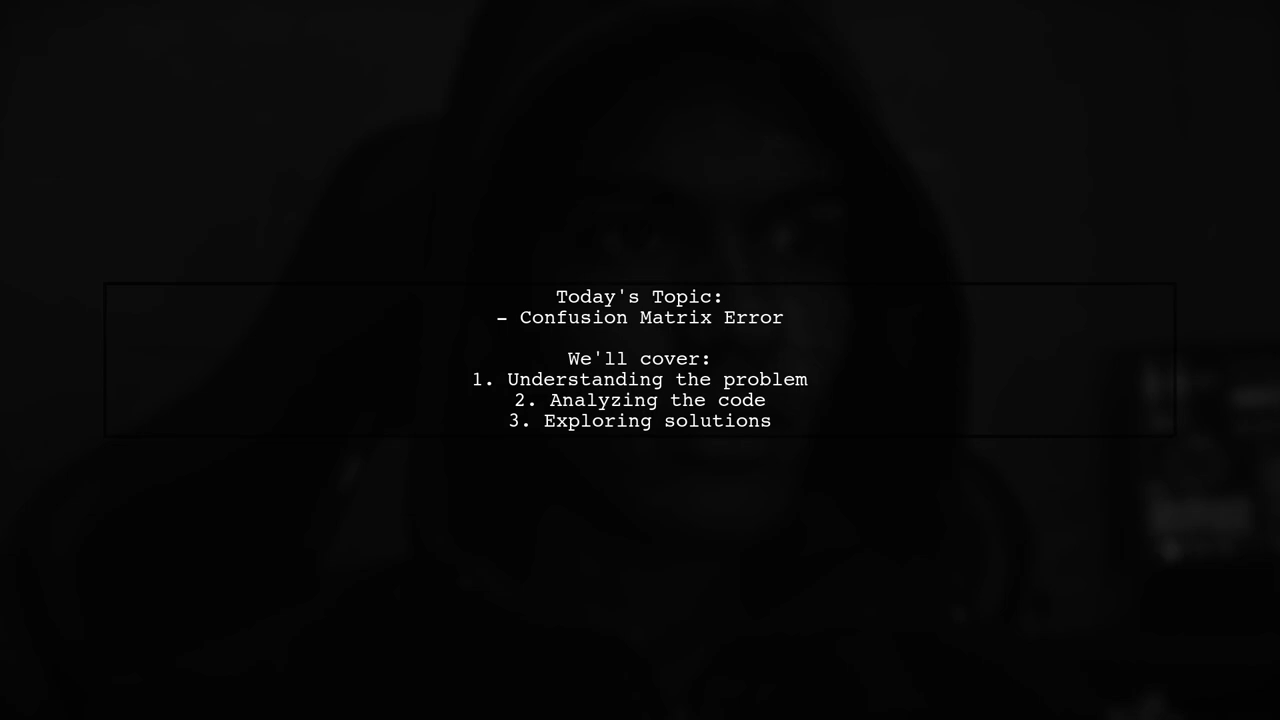 Today's Topic:
- Confusion Matrix Error
We'll cover:
1. Understanding the problem
2. Analyzing the code
3. Exploring solutions